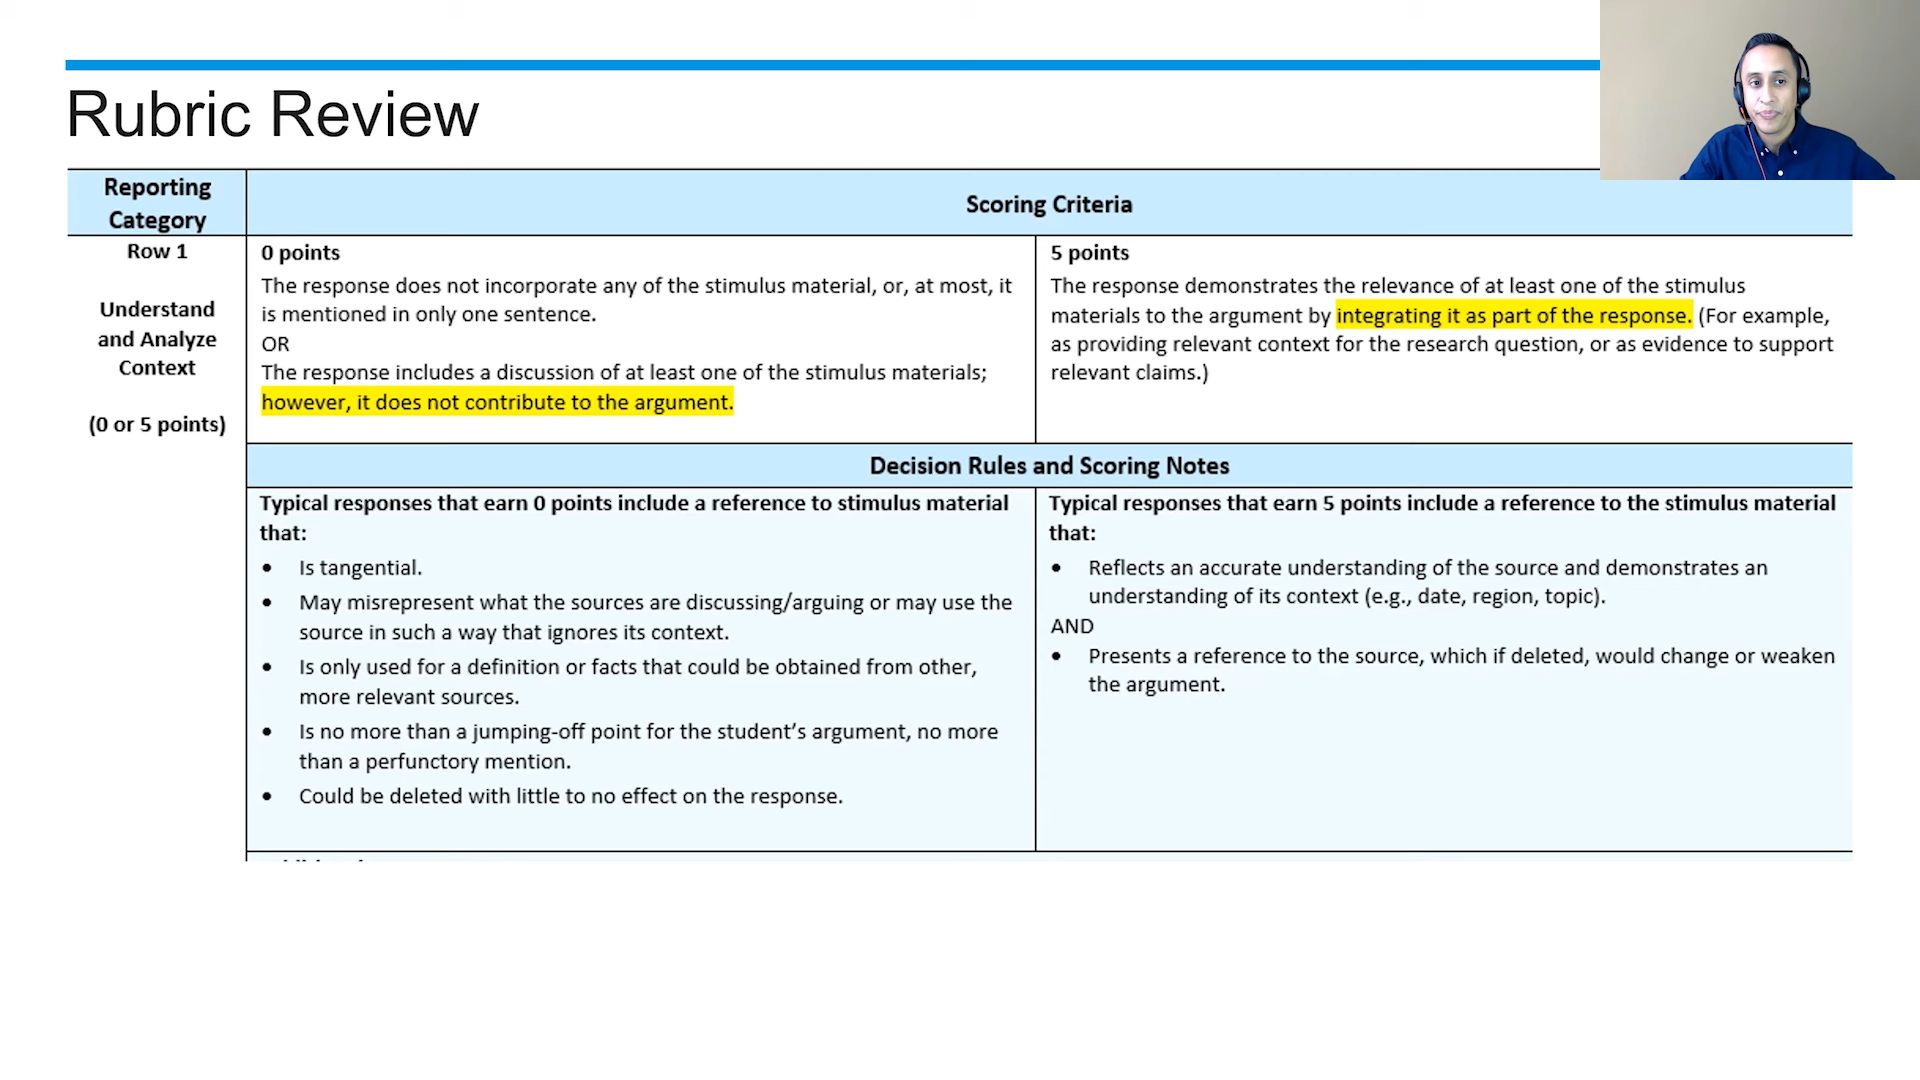 Rubric Review
Reporting
Category
Scoring Criteria
Row 1
Understand
and Analyze
Context
(0 or 5 points)
0 points
The response does not incorporate any of the stimulus material, or, at most, it
is mentioned in only one sentence.
OR
The response includes a discussion of at least one of the stimulus materials;
however, it does not contribute to the argument.
5 points
The response demonstrates the relevance of at least one of the stimulus
materials to the argument by integrating it as part of the response. (For example,
as providing relevant context for the research question, or as evidence to support
relevant claims.)
Decision Rules and Scoring Notes
Typical responses that earn 0 points include a reference to stimulus material
that:
• Is tangential.
• May misrepresent what the sources are discussing/arguing or may use the
source in such a way that ignores its context.
• Is only used for a definition or facts that could be obtained from other,
more relevant sources.
• Is no more than a jumping-off point for the student’s argument, no more
than a perfunctory mention.
• Could be deleted with little to no effect on the response.
Typical responses that earn 5 points include a reference to the stimulus material
that:
• Reflects an accurate understanding of the source and demonstrates an
understanding of its context (e.g., date, region, topic).
AND
• Presents a reference to the source, which if deleted, would change or weaken
the argument.